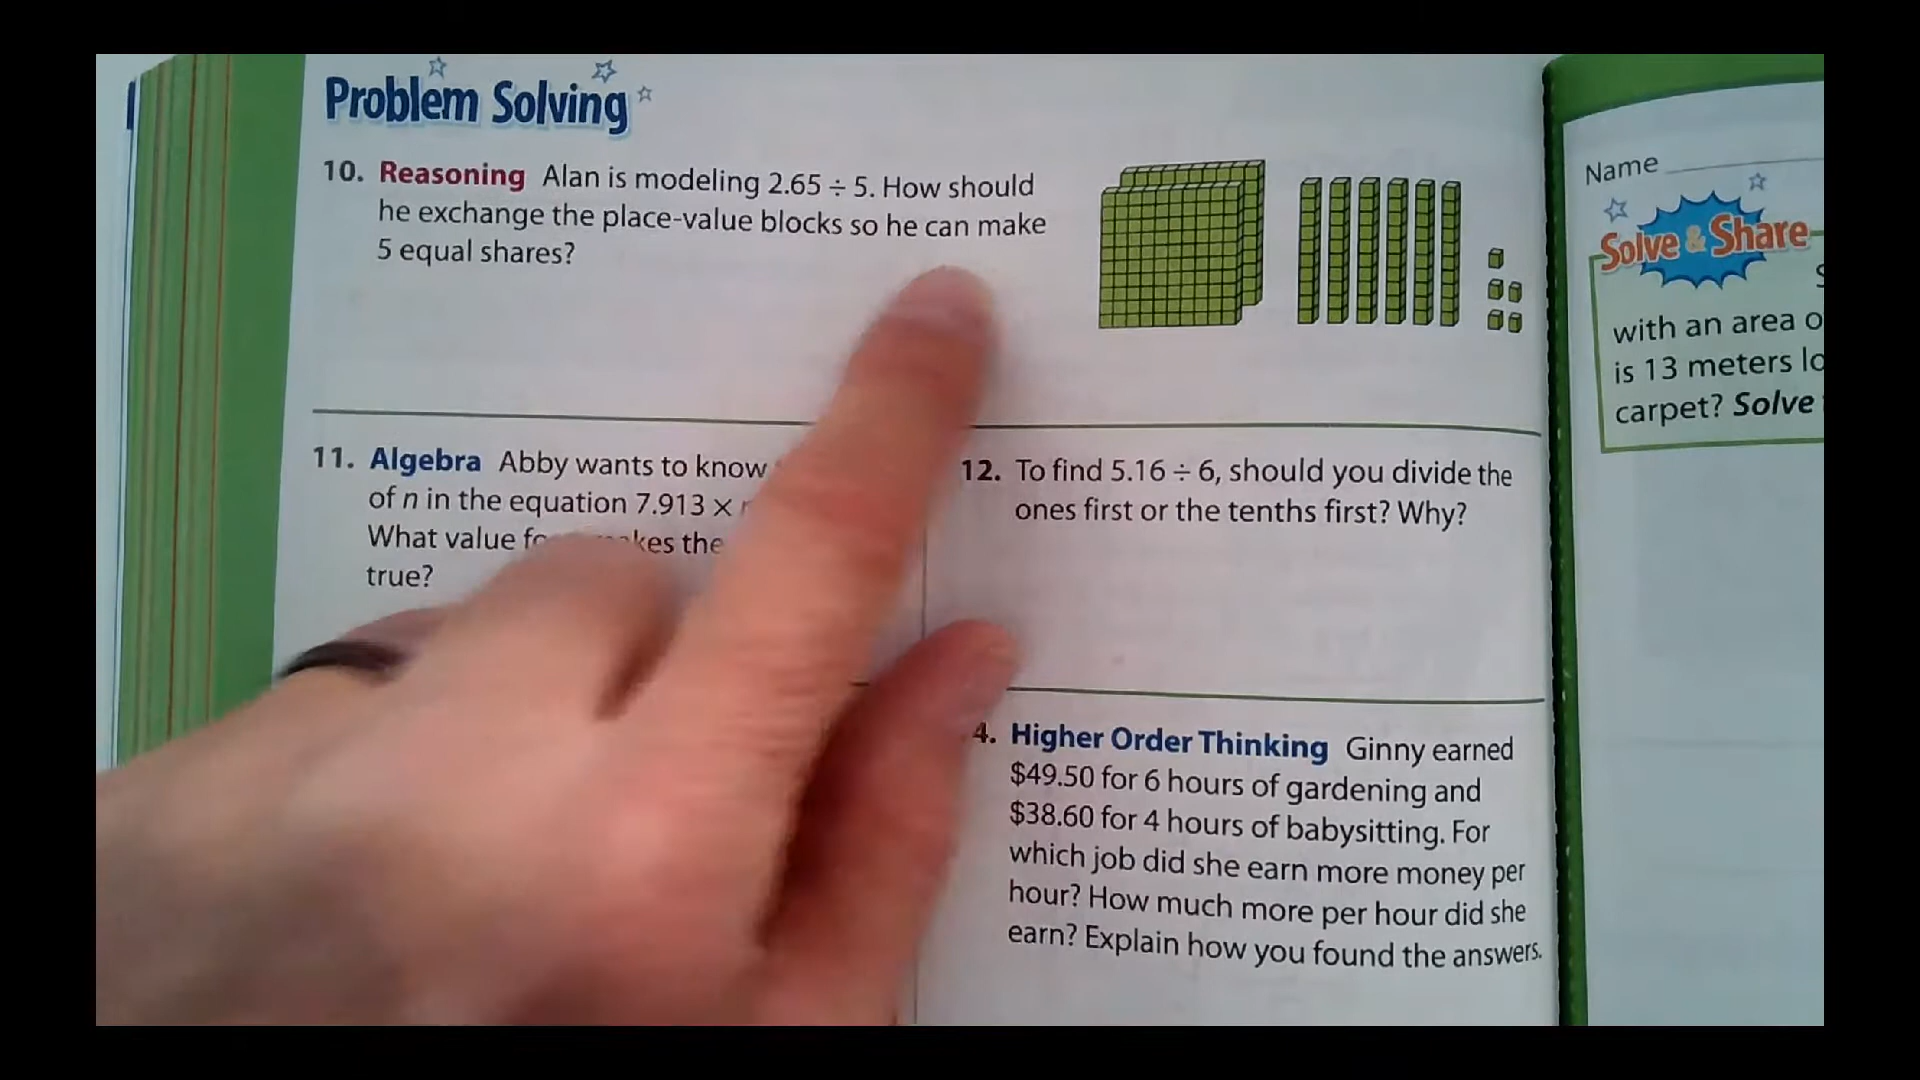 Problem Solving
10. Reasoning Alan is modeling 2.65 ÷ 5. How should
he exchange the place-value blocks so he can make
5 equal shares?
11. Algebra Abby wants to know
of n in the equation 7.913 ×
What value the
true?
12. To find 5.16 ÷ 6, should you divide the
ones first or the tenths first? Why?
4. Higher Order Thinking Ginny earned
$49.50 for 6 hours of gardening and
$38.60 for 4 hours of babysitting. For
which job did she earn more money per
hour? How much more per hour did she
earn? Explain how you found the answers.
Name
Solve & Share
S
with an area o
is 13 meters lo
carpet? Solve